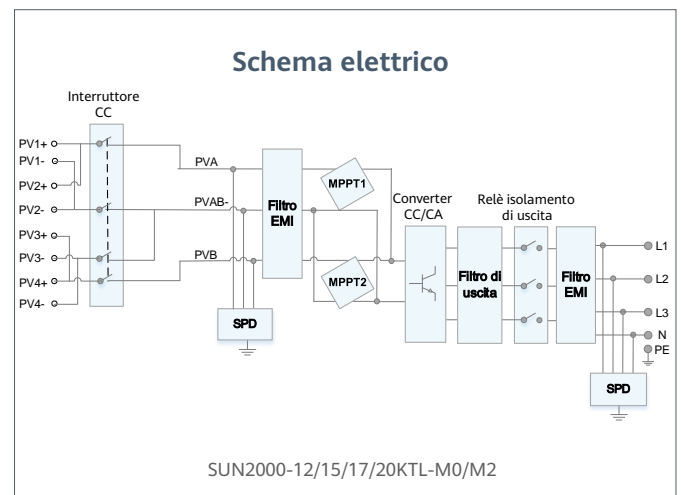 Schema elettrico
Interruttore
CC
PV1+
PV1-
PV2+
PV2-
PV3+
PV3-
PV4+
PV4-
PVA
PVAB-
PVB
Filtro
EMI
SPD
MPPT1
MPPT2
Converter
CC/CA
Filtro di
uscita
Relè isolamento
di uscita
Filtro
EMI
L1
L2
L3
N
PE
SPD
SUN2000-12/15/17/20KTL-M0/M2